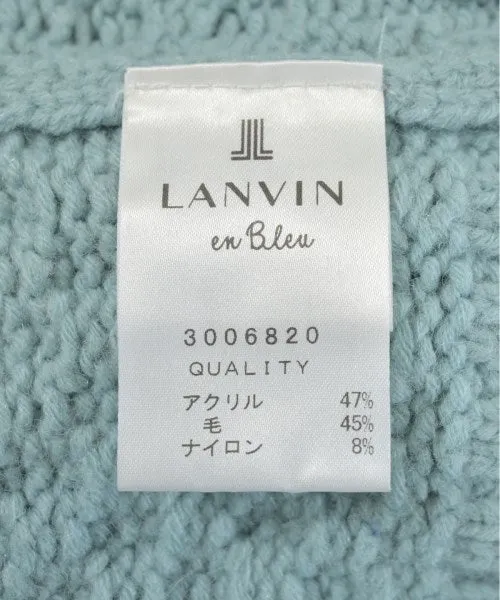 LANVIN
en Bleu
3006820
QUALITY
アクリル 47%
毛 45%
ナイロン 8%